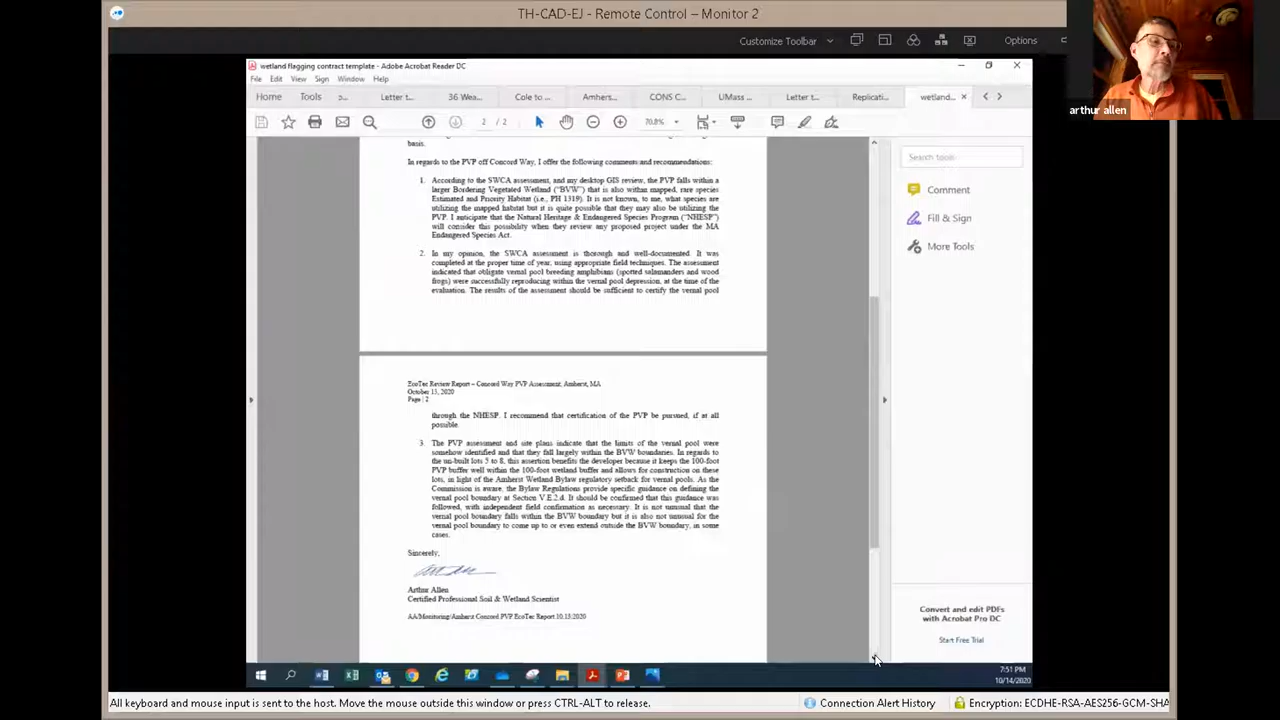 TH-CAD-EJ - Remote Control - Monitor 2
Customize Toolbar
Options
arthur allen
wetland flagging contract template - Adobe Acrobat Reader DC
File Edit View Sign Window Help
Home Tools Letter t... 36 Wea... Cole to ... Amhers... CONS C... UMass ... Letter t... Replicati... wetland...
2 / 2 70.8%
Search tools
Comment
Fill & Sign
More Tools
basis.
In regards to the PVP off Concord Way, I offer the following comments and recommendations:
1. According to the SWCA assessment, and my desktop GIS review, the PVP falls within a
larger Bordering Vegetated Wetland ("BVW") that is also within mapped, rare species
Estimated and Priority Habitat (i.e., PH 1319). It is not known, to me, what species are
utilizing the mapped habitat but it is quite possible that they may also be utilizing the
PVP. I anticipate that the Natural Heritage & Endangered Species Program ("NHESP")
will consider this possibility when they review any proposed project under the MA
Endangered Species Act.
2. In my opinion, the SWCA assessment is thorough and well-documented. It was
completed at the proper time of year, using appropriate field techniques. The assessment
indicated that obligate vernal pool breeding amphibians (spotted salamanders and wood
frogs) were successfully reproducing within the vernal pool depression, at the time of the
evaluation. The results of the assessment should be sufficient to certify the vernal pool
EcoTec Review Report – Concord Way PVP Assessment, Amherst, MA
October 13, 2020
Page | 2
through the NHESP. I recommend that certification of the PVP be pursued, if at all
possible.
3. The PVP assessment and site plans indicate that the limits of the vernal pool were
somehow identified and that they fall largely within the BVW boundaries. In regards to
the un-built lots 5 to 8, this assertion benefits the developer because it keeps the 100-foot
PVP buffer well within the 100-foot wetland buffer and allows for construction on these
lots, in light of the Amherst Wetland Bylaw regulatory setback for vernal pools. As the
Commission is aware, the Bylaw Regulations provide specific guidance on defining the
vernal pool boundary at Section V.E.2.d. It should be confirmed that this guidance was
followed, with independent field confirmation as necessary. It is not unusual that the
vernal pool boundary falls within the BVW boundary but it is also not unusual for the
vernal pool boundary to come up to or even extend outside the BVW boundary, in some
cases.
Sincerely,
Arthur Allen
Certified Professional Soil & Wetland Scientist
AA/Monitoring/Amherst Concord PVP EcoTec Report 10.13.2020
Convert and edit PDFs
with Acrobat Pro DC
Start Free Trial
7:51 PM
10/14/2020
All keyboard and mouse input is sent to the host. Move the mouse outside this window or press CTRL-ALT to release.
Connection Alert History
Encryption: ECDHE-RSA-AES256-GCM-SHA